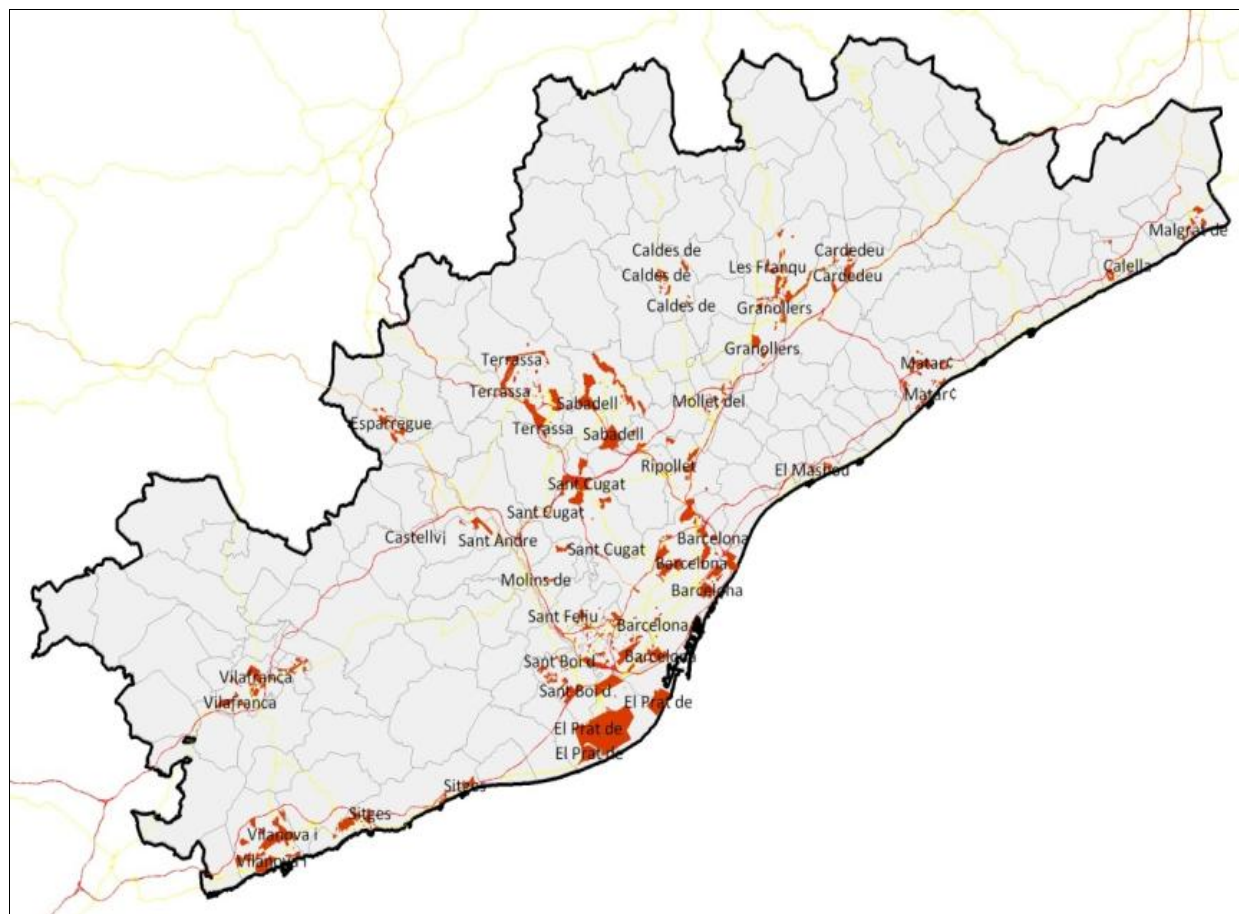 Malgrat de
Caldes de
Cardedeu
Les Franqu
Calella
Caldes de
Cardedeu
Caldes de
Granollers
Granollers
Terrassa
Mataró
Terrassa
Mataró
Sabadell
Mollet del
Esparregue
Terrassa
Sabadell
Ripollet
El Masnou
Sant Cugat
Sant Cugat
Castellvi
Sant Andre
Barcelona
Sant Cugat
Barcelona
Molins de
Barcelona
Sant Feliu
Barcelona
Barcelona
Sant Boi d
Vilafranca
Sant Boi d
Vilafranca
El Prat de
El Prat de
El Prat de
Sitges
Sitges
Vilanova i
Vilanova i